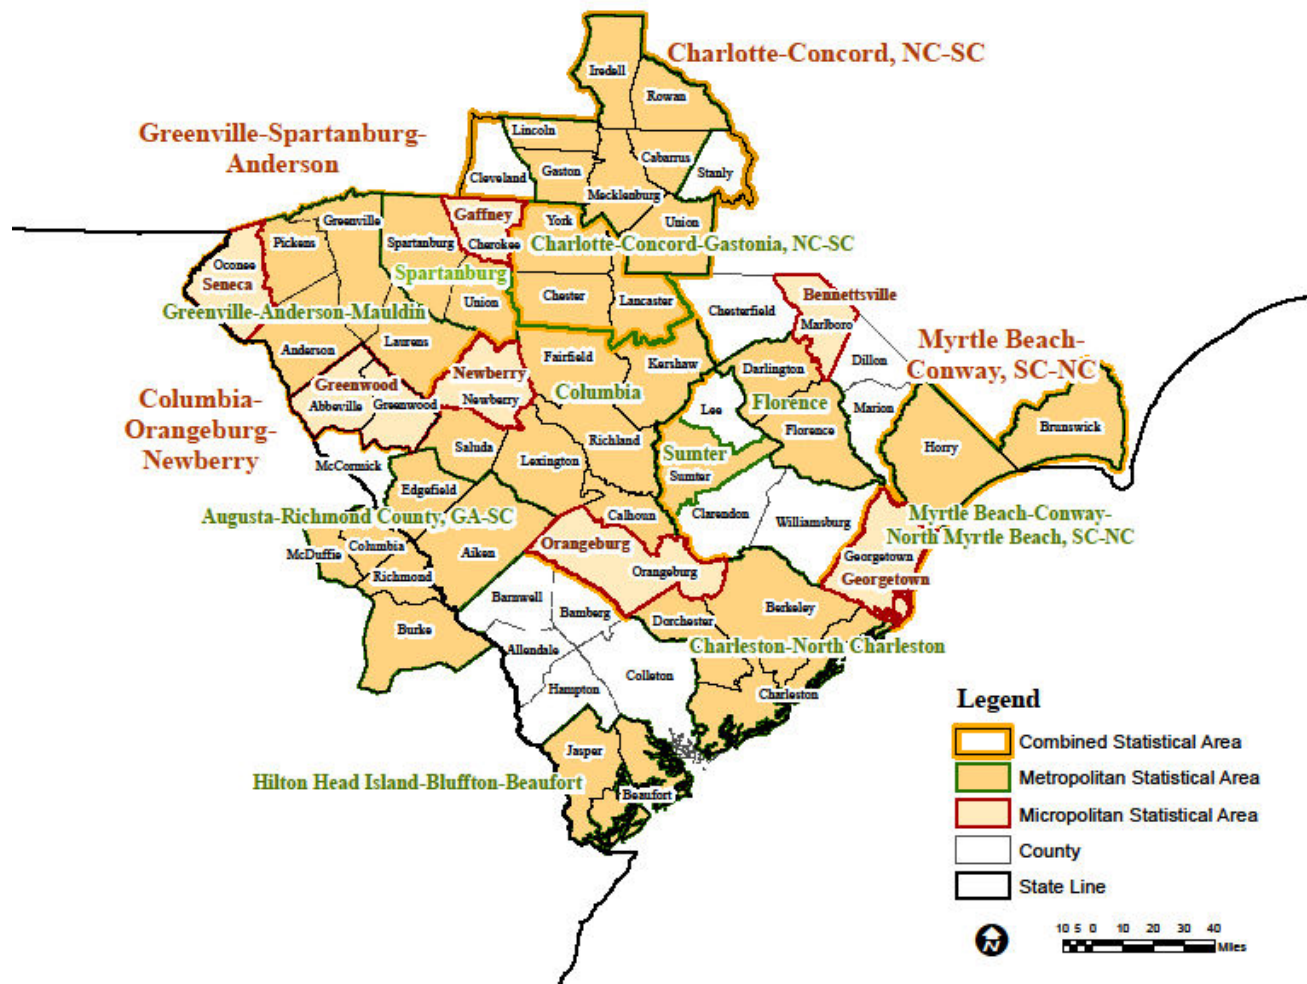 Charlotte-Concord, NC-SC
Iredell
Rowan
Greenville-Spartanburg-
Anderson
Lincoln
Cabarrus
Gaston
Stanly
Cleveland
Mecklenburg
Gaffney
York
Union
Greenville
Pickens
Spartanburg
Cherokee
Charlotte-Concord-Gastonia, NC-SC
Oconee
Seneca
Spartanburg
Union
Chester
Lancaster
Bennettsville
Chesterfield
Marlboro
Greenville-Anderson-Mauldin
Anderson
Laurens
Fairfield
Kershaw
Darlington
Dillon
Myrtle Beach-
Conway, SC-NC
Greenwood
Newberry
Columbia
Abbeville
Greenwood
Newberry
Lee
Florence
Marion
Columbia-
Orangeburg-
Newberry
Brunswick
Florence
Richland
Saluda
Lexington
Sumter
Horry
McCormick
Sumter
Edgefield
Augusta-Richmond County, GA-SC
Calhoun
Clarendon
Williamsburg
Myrtle Beach-Conway-
North Myrtle Beach, SC-NC
Columbia
McDuffie
Aiken
Orangeburg
Georgetown
Richmond
Orangeburg
Georgetown
Barnwell
Bamberg
Berkeley
Dorchester
Burke
Charleston-North Charleston
Allendale
Colleton
Hampton
Charleston
Jasper
Hilton Head Island-Bluffton-Beaufort
Beaufort
Legend
Combined Statistical Area
Metropolitan Statistical Area
Micropolitan Statistical Area
County
State Line
N
10 5 0 10 20 30 40
Miles